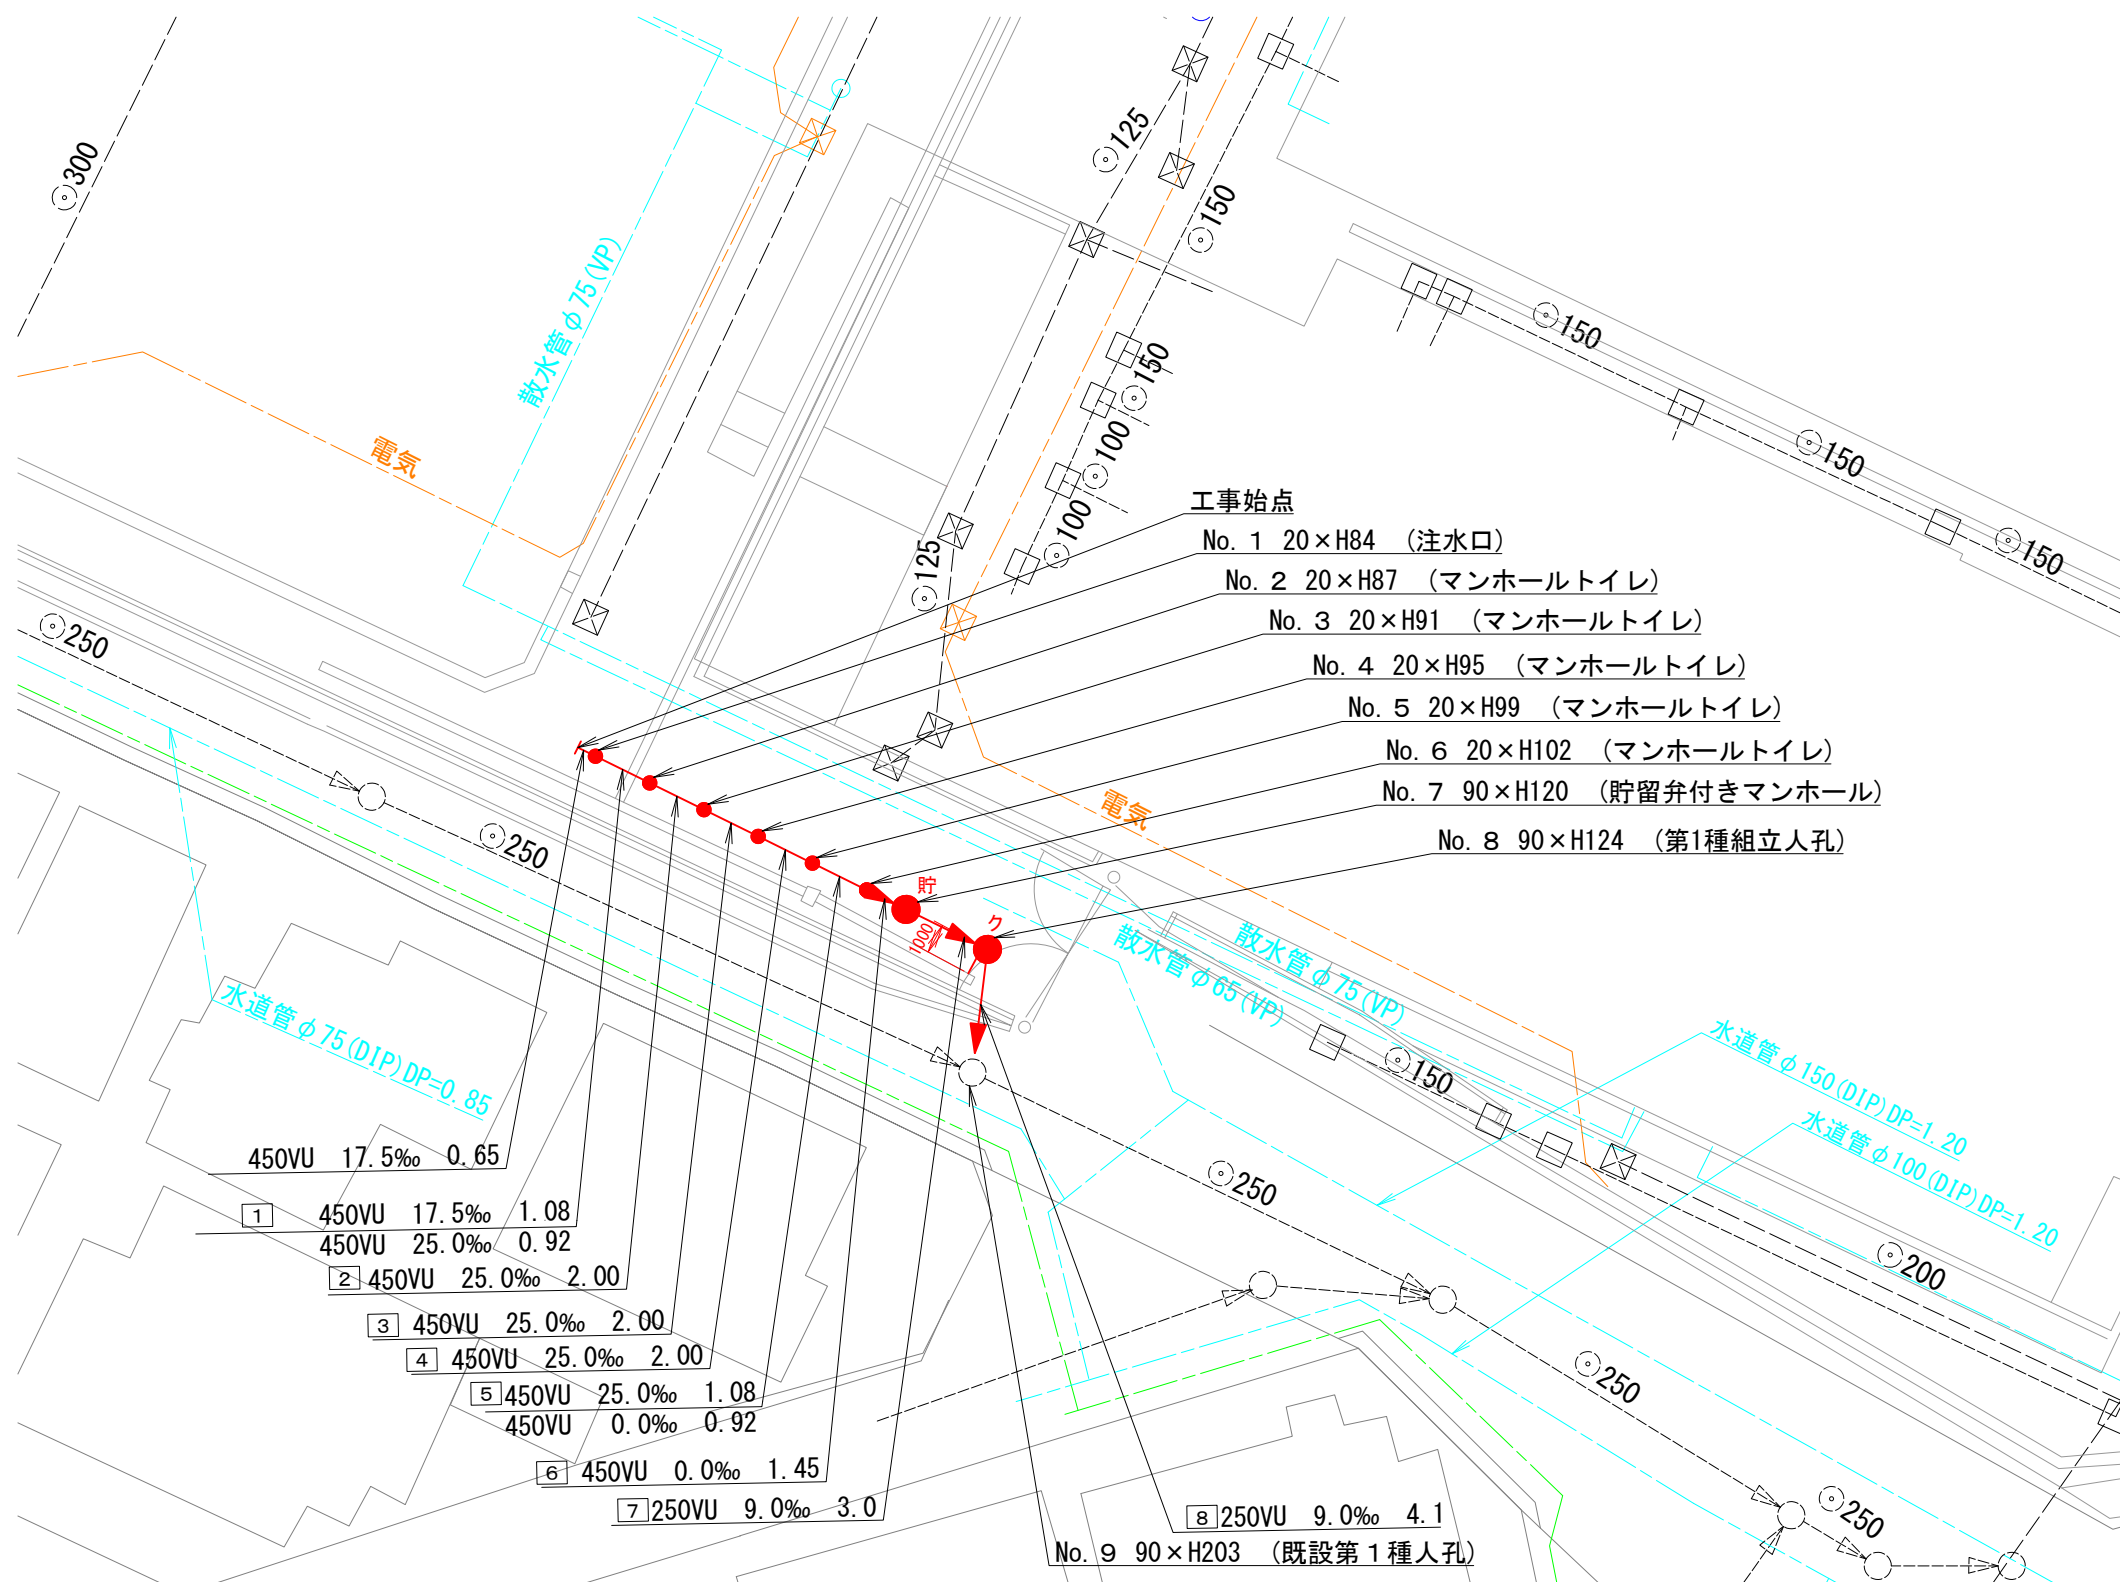 300
散水管φ75(VP)
125
150
150
150
100
100
125
150
150
150
電気
250
工事始点
No.1 20×H84 (注水口)
No.2 20×H87 (マンホールトイレ)
No.3 20×H91 (マンホールトイレ)
No.4 20×H95 (マンホールトイレ)
No.5 20×H99 (マンホールトイレ)
No.6 20×H102 (マンホールトイレ)
No.7 90×H120 (貯留弁付きマンホール)
No.8 90×H124 (第1種組立人孔)
電気
250
貯
ク
1000
散水管φ65(VP)
散水管φ75(VP)
水道管φ75(DIP)DP=0.85
水道管φ150(DIP)DP=1.20
水道管φ100(DIP)DP=1.20
150
250
200
250
250
450VU 17.5‰ 0.65
1 450VU 17.5‰ 1.08
450VU 25.0‰ 0.92
2 450VU 25.0‰ 2.00
3 450VU 25.0‰ 2.00
4 450VU 25.0‰ 2.00
5 450VU 25.0‰ 1.08
450VU 0.0‰ 0.92
6 450VU 0.0‰ 1.45
7 250VU 9.0‰ 3.0
8 250VU 9.0‰ 4.1
No.9 90×H203 (既設第1種人孔)